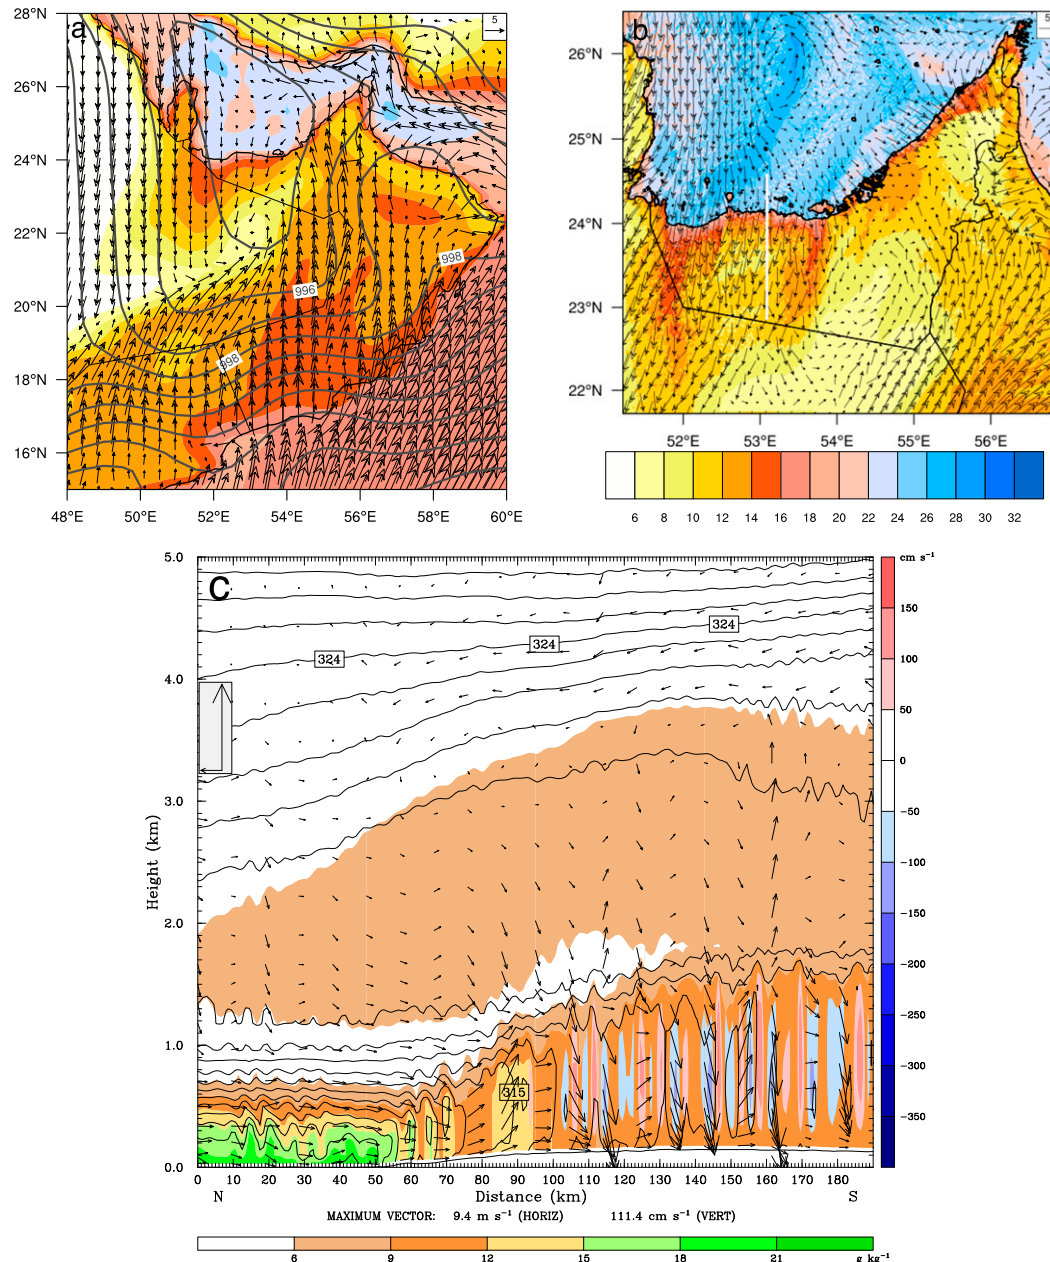 a
5
28°N
26°N
24°N
22°N
20°N
18°N
16°N
996
998
998
48°E 50°E 52°E 54°E 56°E 58°E 60°E
b
5
26°N
25°N
24°N
23°N
22°N
52°E 53°E 54°E 55°E 56°E
6 8 10 12 14 16 18 20 22 24 26 28 30 32
c
5.0
4.0
3.0
2.0
1.0
0.0
Height (km)
324
324
324
315
0 10 20 30 40 50 60 70 80 90 100 110 120 130 140 150 160 170 180
N Distance (km) S
MAXIMUM VECTOR: 9.4 m s⁻¹ (HORIZ) 111.4 cm s⁻¹ (VERT)
cm s⁻¹
150
100
50
0
−50
−100
−150
−200
−250
−300
−350
6 9 12 15 18 21 g kg⁻¹